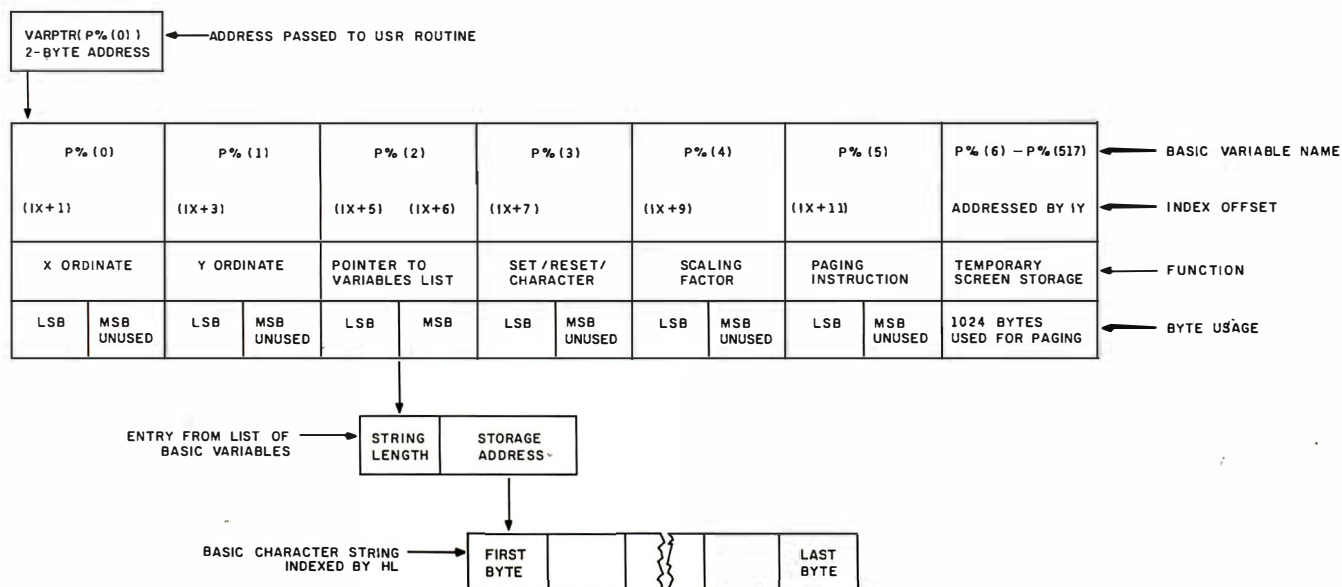 VARPTR(P%(0))
2-BYTE ADDRESS
ADDRESS PASSED TO USR ROUTINE
P%(0) P%(1) P%(2) P%(3) P%(4) P%(5) P%(6) – P%(517) BASIC VARIABLE NAME
(IX+1) (IX+3) (IX+5) (IX+6) (IX+7) (IX+9) (IX+11) ADDRESSED BY IY INDEX OFFSET
X ORDINATE Y ORDINATE POINTER TO SET/RESET/ SCALING PAGING TEMPORARY FUNCTION
VARIABLES LIST CHARACTER FACTOR INSTRUCTION SCREEN STORAGE
LSB MSB LSB MSB LSB MSB LSB MSB LSB MSB LSB MSB 1024 BYTES BYTE USAGE
UNUSED UNUSED UNUSED UNUSED UNUSED USED FOR PAGING
ENTRY FROM LIST OF
BASIC VARIABLES
STRING STORAGE
LENGTH ADDRESS
BASIC CHARACTER STRING
INDEXED BY HL
FIRST LAST
BYTE BYTE